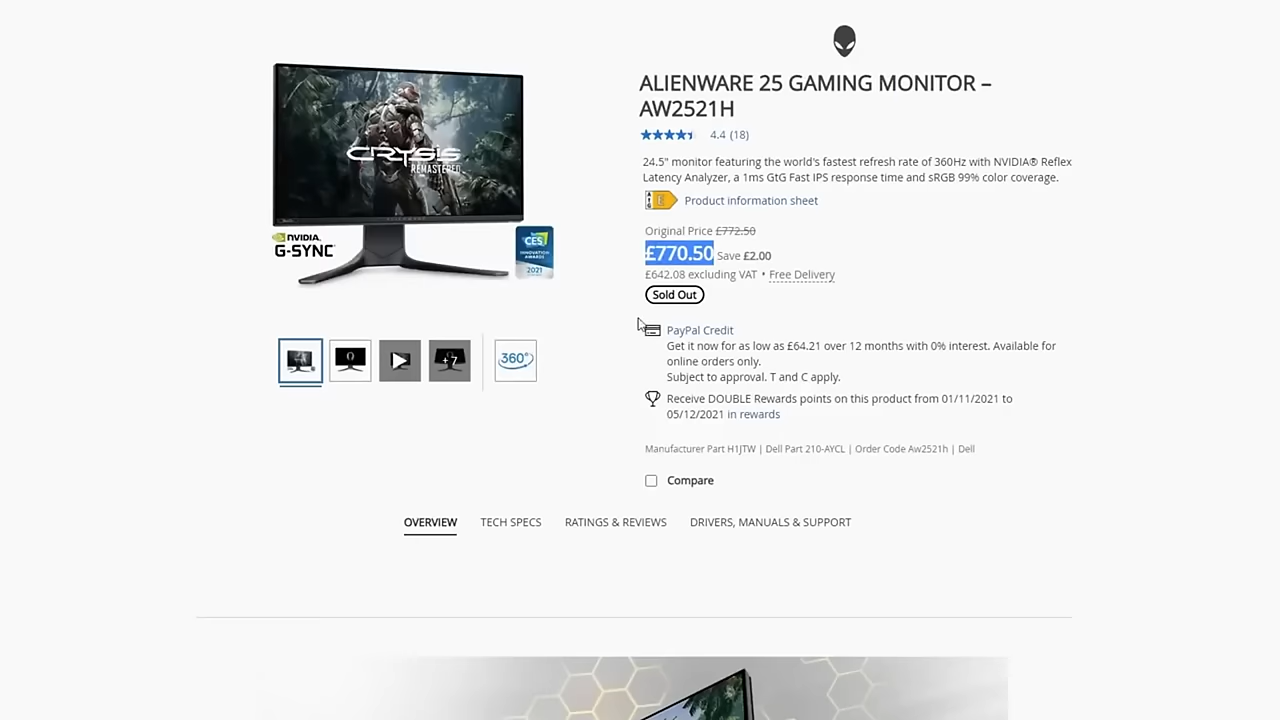 ALIENWARE 25 GAMING MONITOR –
AW2521H
4.4 (18)
24.5" monitor featuring the world's fastest refresh rate of 360Hz with NVIDIA® Reflex
Latency Analyzer, a 1ms GtG Fast IPS response time and sRGB 99% color coverage.
E Product information sheet
Original Price £772.50
£770.50 Save £2.00
£642.08 excluding VAT • Free Delivery
Sold Out
PayPal Credit
Get it now for as low as £64.21 over 12 months with 0% interest. Available for
online orders only.
Subject to approval. T and C apply.
Receive DOUBLE Rewards points on this product from 01/11/2021 to
05/12/2021 in rewards
Manufacturer Part H1JTW | Dell Part 210-AYCL | Order Code Aw2521h | Dell
Compare
CRYSIS
REMASTERED
NVIDIA.
G-SYNC
CES
INNOVATION
AWARDS
2021
+ 7
360°
OVERVIEW
TECH SPECS
RATINGS & REVIEWS
DRIVERS, MANUALS & SUPPORT